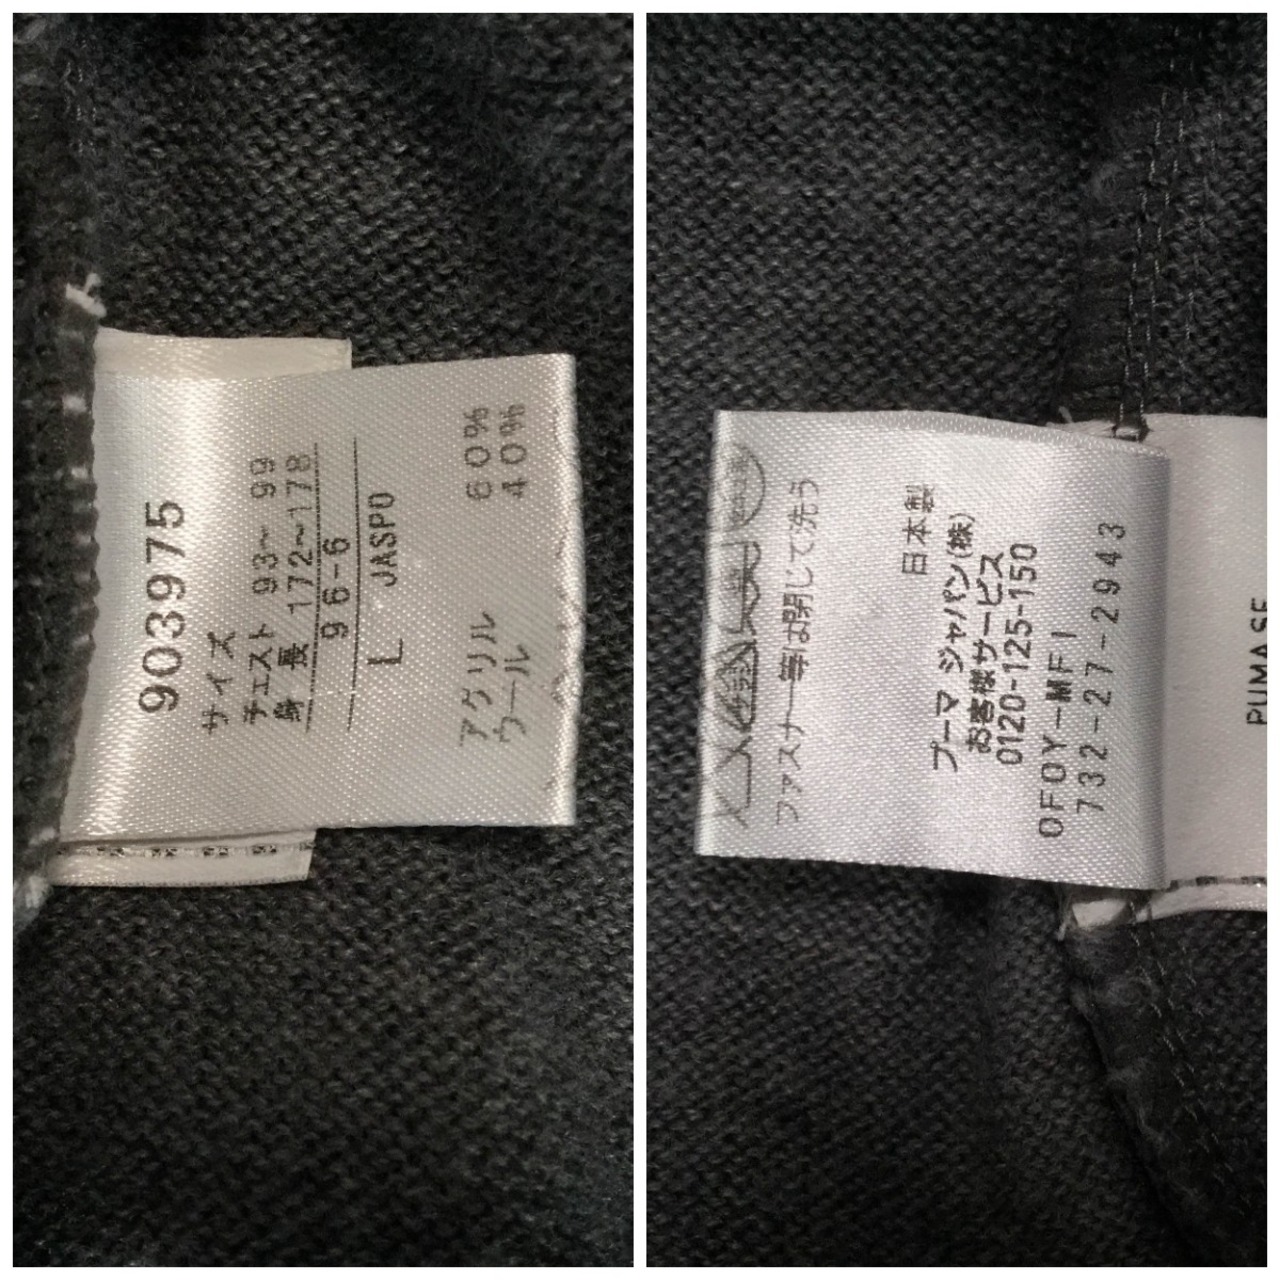 903975
サイズ
チェスト 93~99
身 長 172~178
96-6
L JASPO
アクリル 60%
ウール 40%
ファスナー等は閉じて洗う
日本製
プーマ ジャパン(株)
お客様サービス
0120-125-150
0F0Y-MF1
732-27-2943
PUMA SE